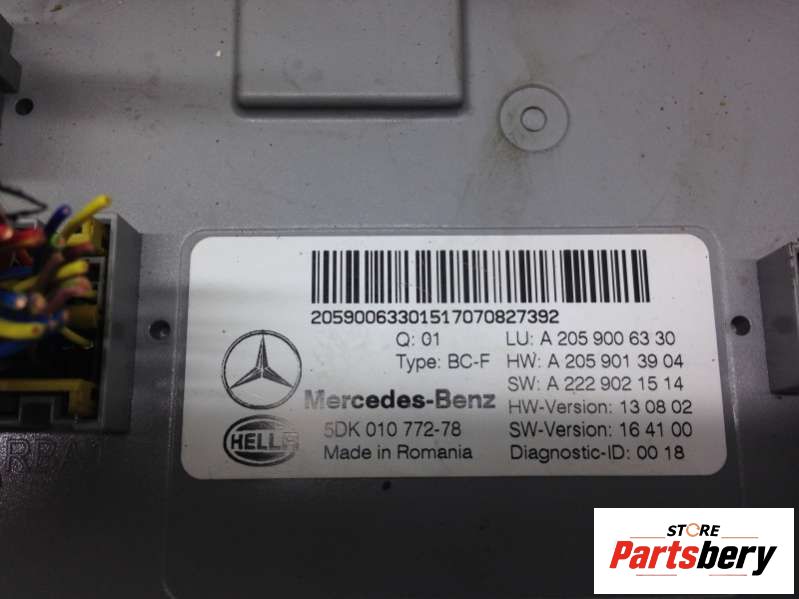 20590063301517070827392
Q: 01
LU: A 205 900 63 30
Type: BC-F
HW: A 205 901 39 04
SW: A 222 902 15 14
Mercedes-Benz
HW-Version: 13 08 02
HELLA
5DK 010 772-78
SW-Version: 16 41 00
Made in Romania
Diagnostic-ID: 00 18
STORE
Partsbery